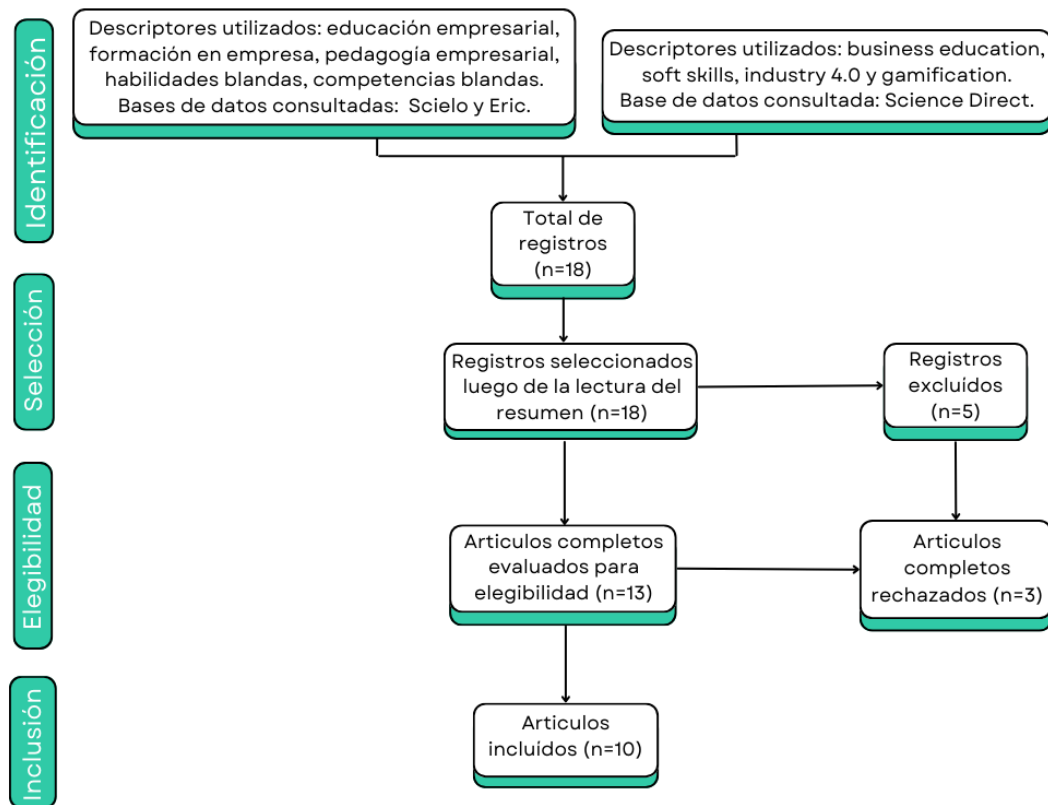 Identificación
Descriptores utilizados: educación empresarial,
formación en empresa, pedagogía empresarial,
habilidades blandas, competencias blandas.
Bases de datos consultadas: Scielo y Eric.
Descriptores utilizados: business education,
soft skills, industry 4.0 y gamification.
Base de datos consultada: Science Direct.
Total de
registros
(n=18)
Selección
Registros seleccionados
luego de la lectura del
resumen (n=18)
Registros
excluídos
(n=5)
Elegibilidad
Articulos completos
evaluados para
elegibilidad (n=13)
Articulos
completos
rechazados (n=3)
Inclusión
Articulos
incluídos (n=10)